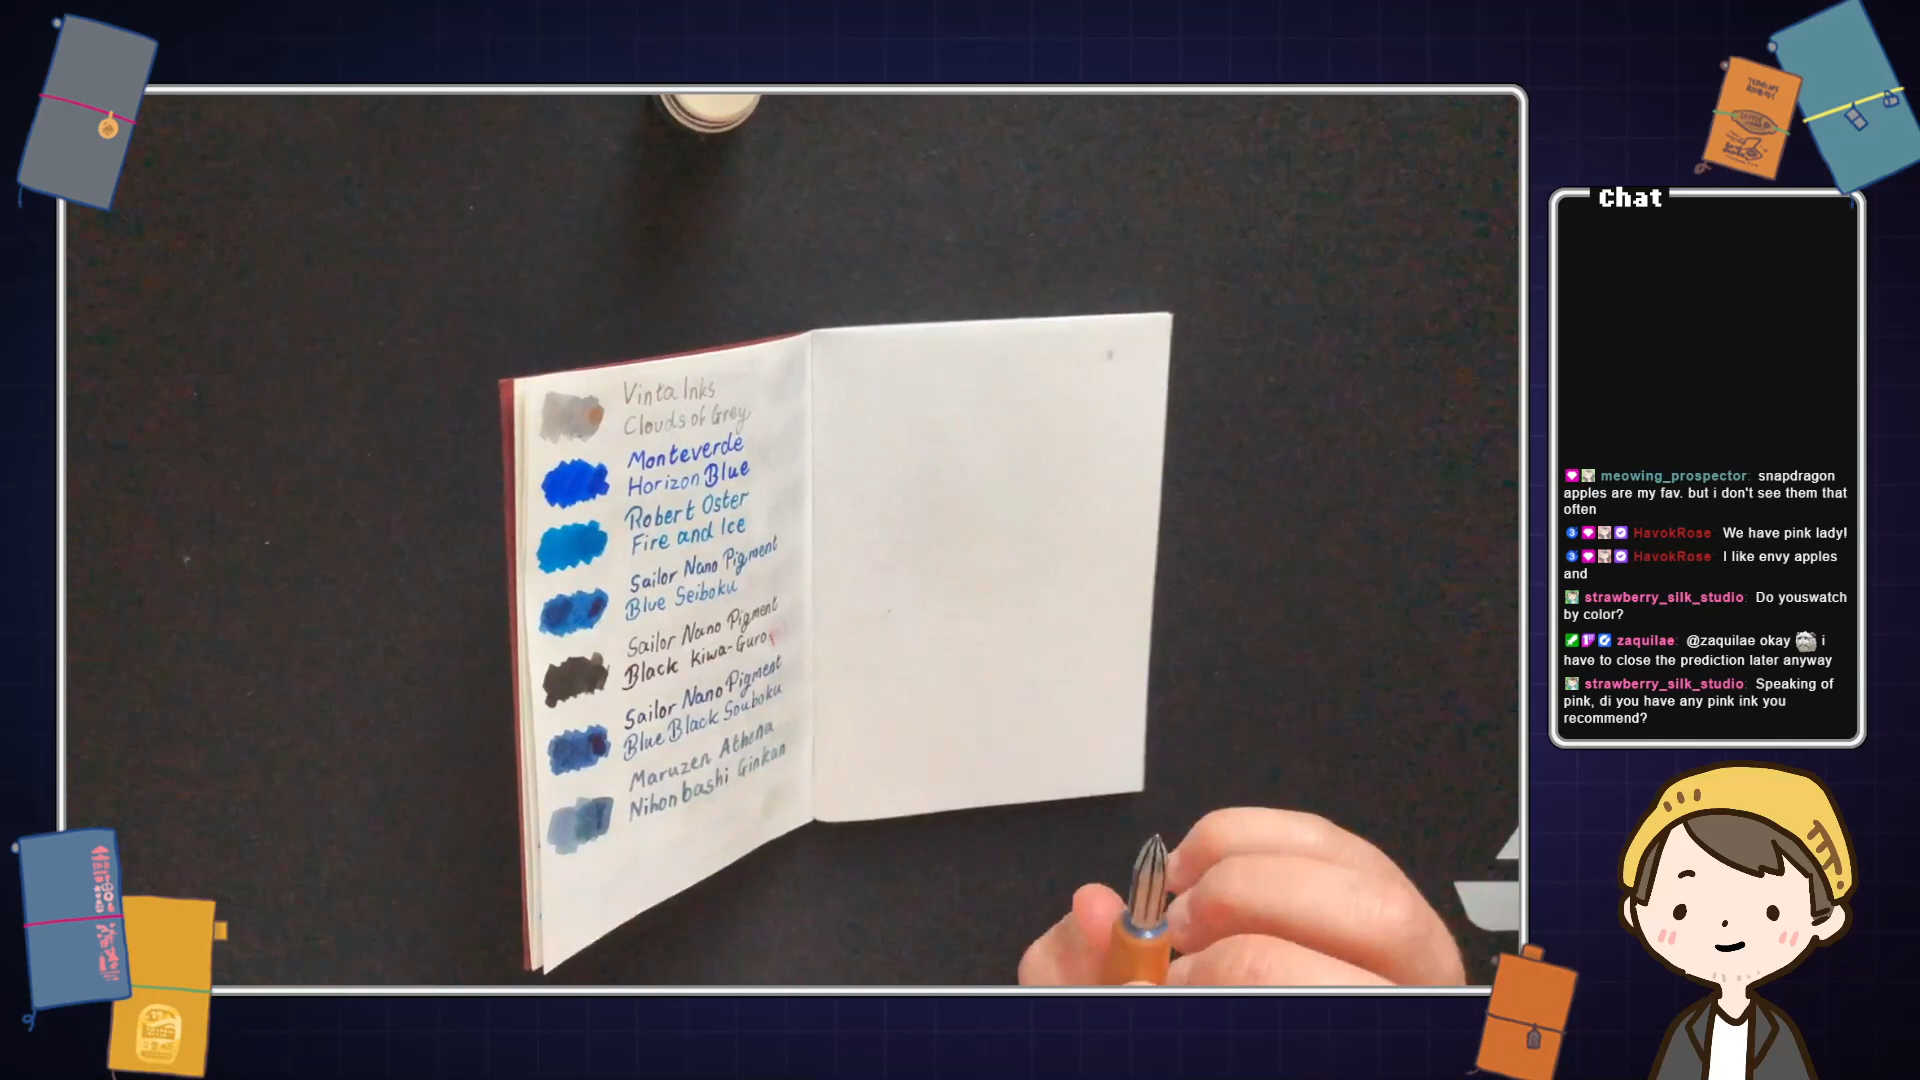 Vinta Inks
Clouds of Grey
Monteverde
Horizon Blue
Robert Oster
Fire and Ice
Sailor Nano Pigment
Blue Seiboku
Sailor Nano Pigment
Black Kiwa-Guro
Sailor Nano Pigment
Blue Black Souboku
Maruzen Athena
Nihonbashi Ginkan
chat
meowing_prospector: snapdragon
apples are my fav. but i don't see them that
often
HavokRose: We have pink lady!
HavokRose: I like envy apples
and
strawberry_silk_studio: Do youswatch
by color?
zaquilae: @zaquilae okay i
have to close the prediction later anyway
strawberry_silk_studio: Speaking of
pink, di you have any pink ink you
recommend?